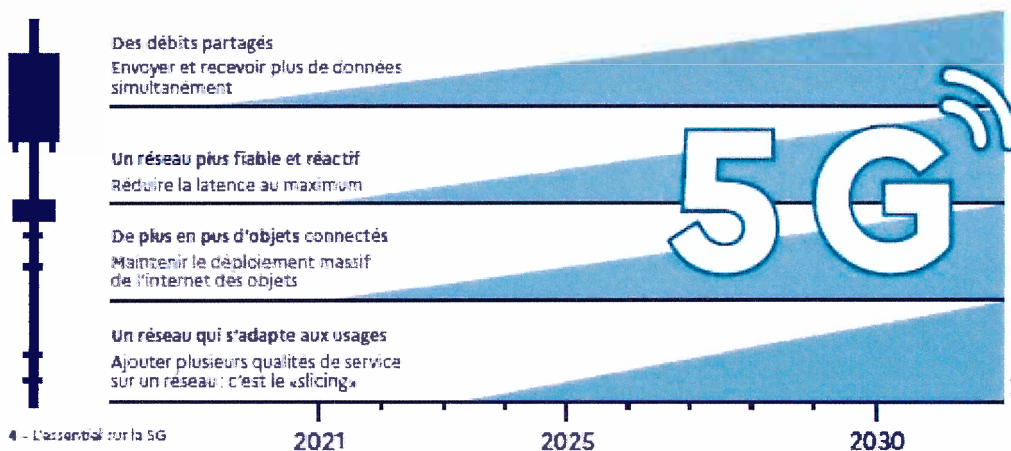 Des débits partagés
Envoyer et recevoir plus de données
simultanément
Un réseau plus fiable et réactif
Réduire la latence au maximum
De plus en pus d'objets connectés
Maintenir le déploiement massif
de l'internet des objets
Un réseau qui s'adapte aux usages
Ajouter plusieurs qualités de service
sur un réseau : c'est le «slicing»
5G
2021
2025
2030
4 - L'essentiel sur la 5G